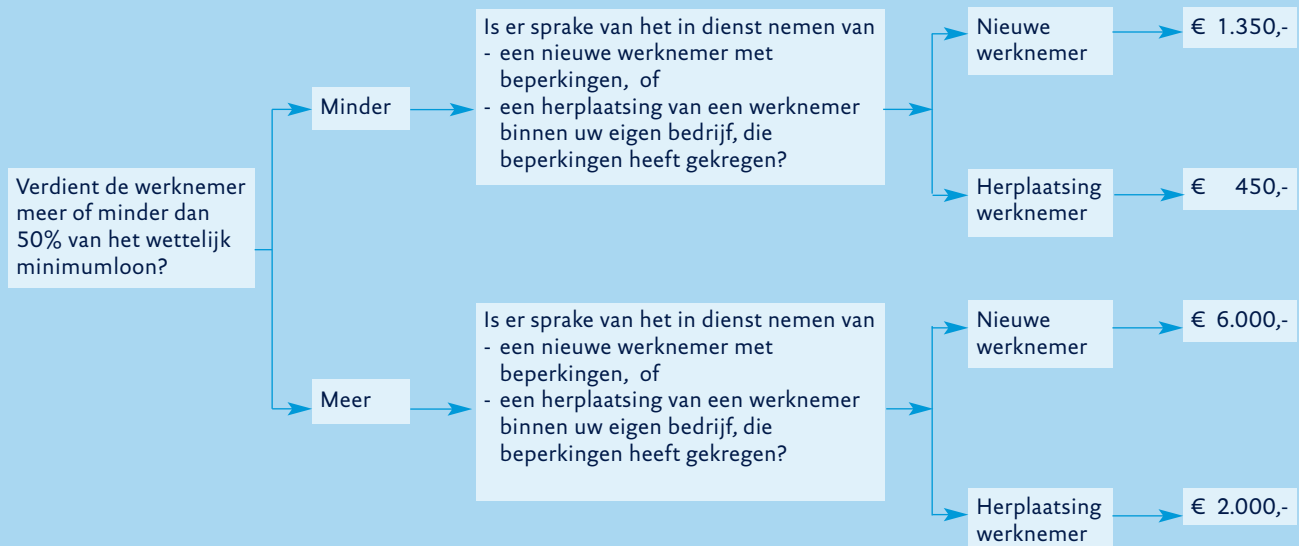 Verdient de werknemer
meer of minder dan
50% van het wettelijk
minimumloon?
Minder
Is er sprake van het in dienst nemen van
- een nieuwe werknemer met
beperkingen, of
- een herplaatsing van een werknemer
binnen uw eigen bedrijf, die
beperkingen heeft gekregen?
Nieuwe
werknemer
€ 1.350,-
Herplaatsing
werknemer
€ 450,-
Meer
Is er sprake van het in dienst nemen van
- een nieuwe werknemer met
beperkingen, of
- een herplaatsing van een werknemer
binnen uw eigen bedrijf, die
beperkingen heeft gekregen?
Nieuwe
werknemer
€ 6.000,-
Herplaatsing
werknemer
€ 2.000,-